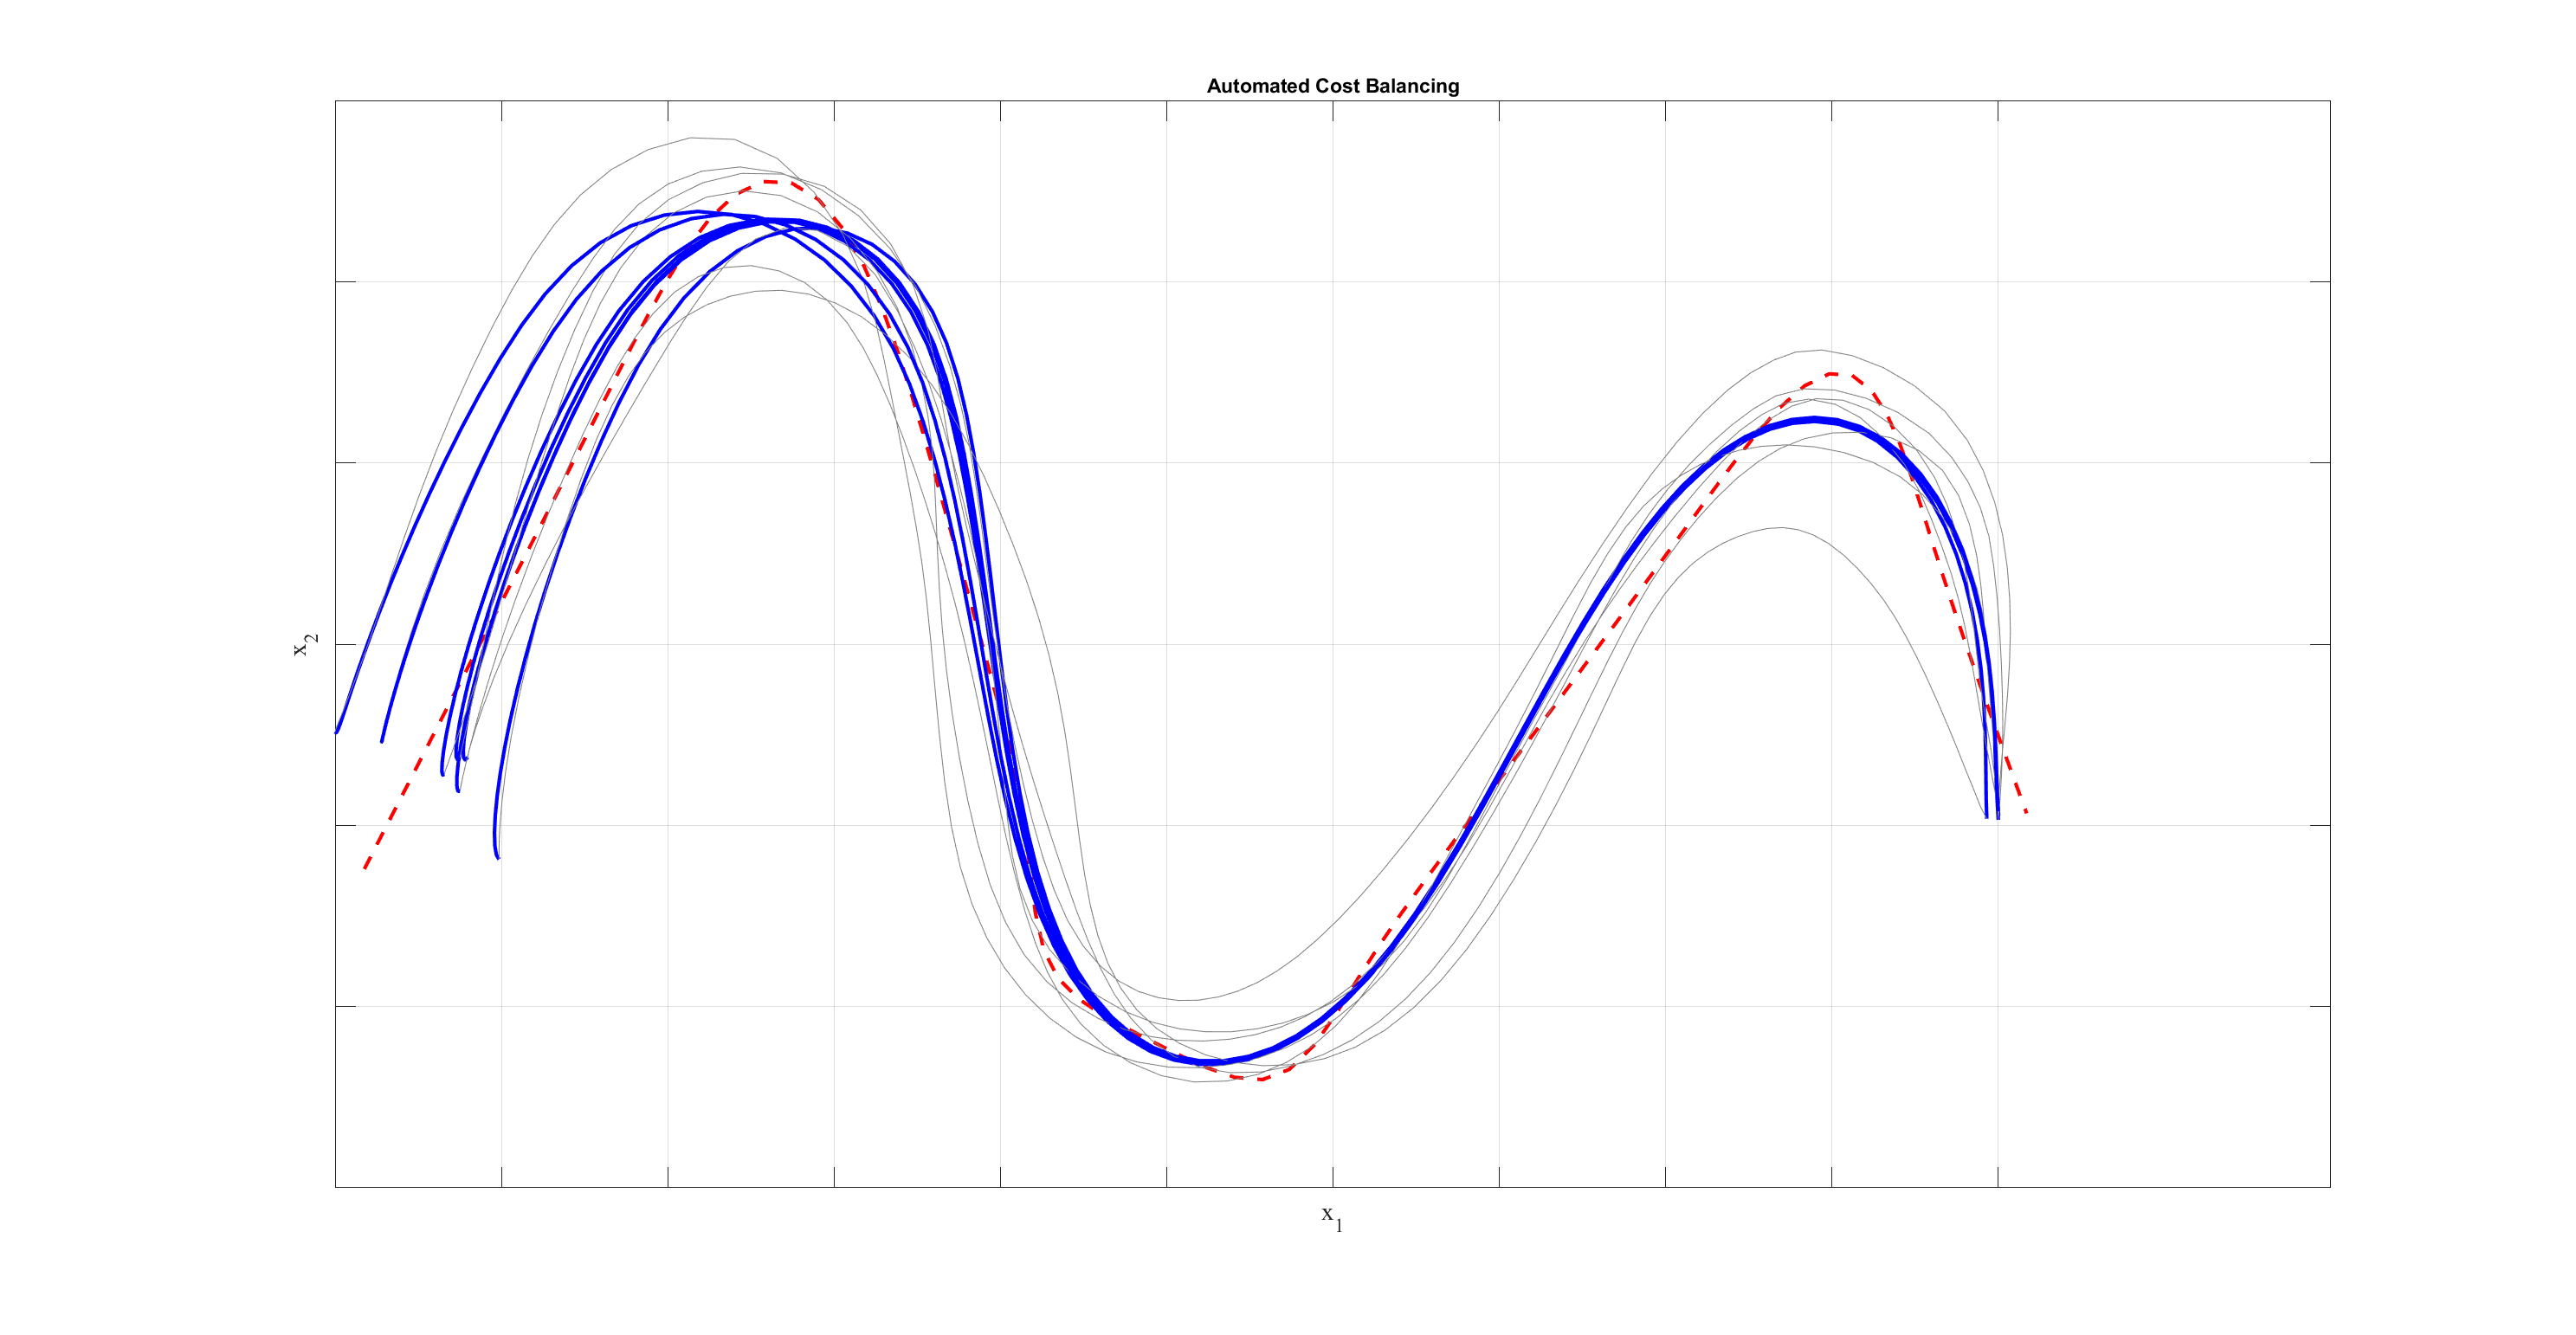 Automated Cost Balancing
x₂
x₁